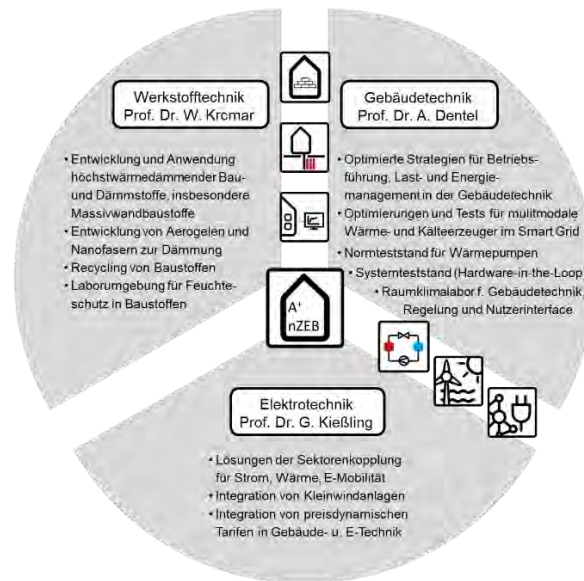 Werkstofftechnik
Prof. Dr. W. Krcmar
• Entwicklung und Anwendung
höchstwärmedämmender Bau-
und Dämmstoffe, insbesondere
Massivwandbaustoffe
• Entwicklung von Aerogelen und
Nanofasern zur Dämmung
• Recycling von Baustoffen
• Laborumgebung für Feuchte-
schutz in Baustoffen
Gebäudetechnik
Prof. Dr. A. Dentel
• Optimierte Strategien für Betriebs-
führung, Last- und Energie-
management in der Gebäudetechnik
• Optimierungen und Tests für mulitmodale
Wärme- und Kälteerzeuger im Smart Grid
• Normteststand für Wärmepumpen
• Systemteststand (Hardware-in-the-Loop
• Raumklimalabor f. Gebäudetechnik,
Regelung und Nutzerinterface
A+
nZEB
Elektrotechnik
Prof. Dr. G. Kießling
• Lösungen der Sektorenkopplung
für Strom, Wärme, E-Mobilität
• Integration von Kleinwindanlagen
• Integration von preisdynamischen
Tarifen in Gebäude- u. E-Technik